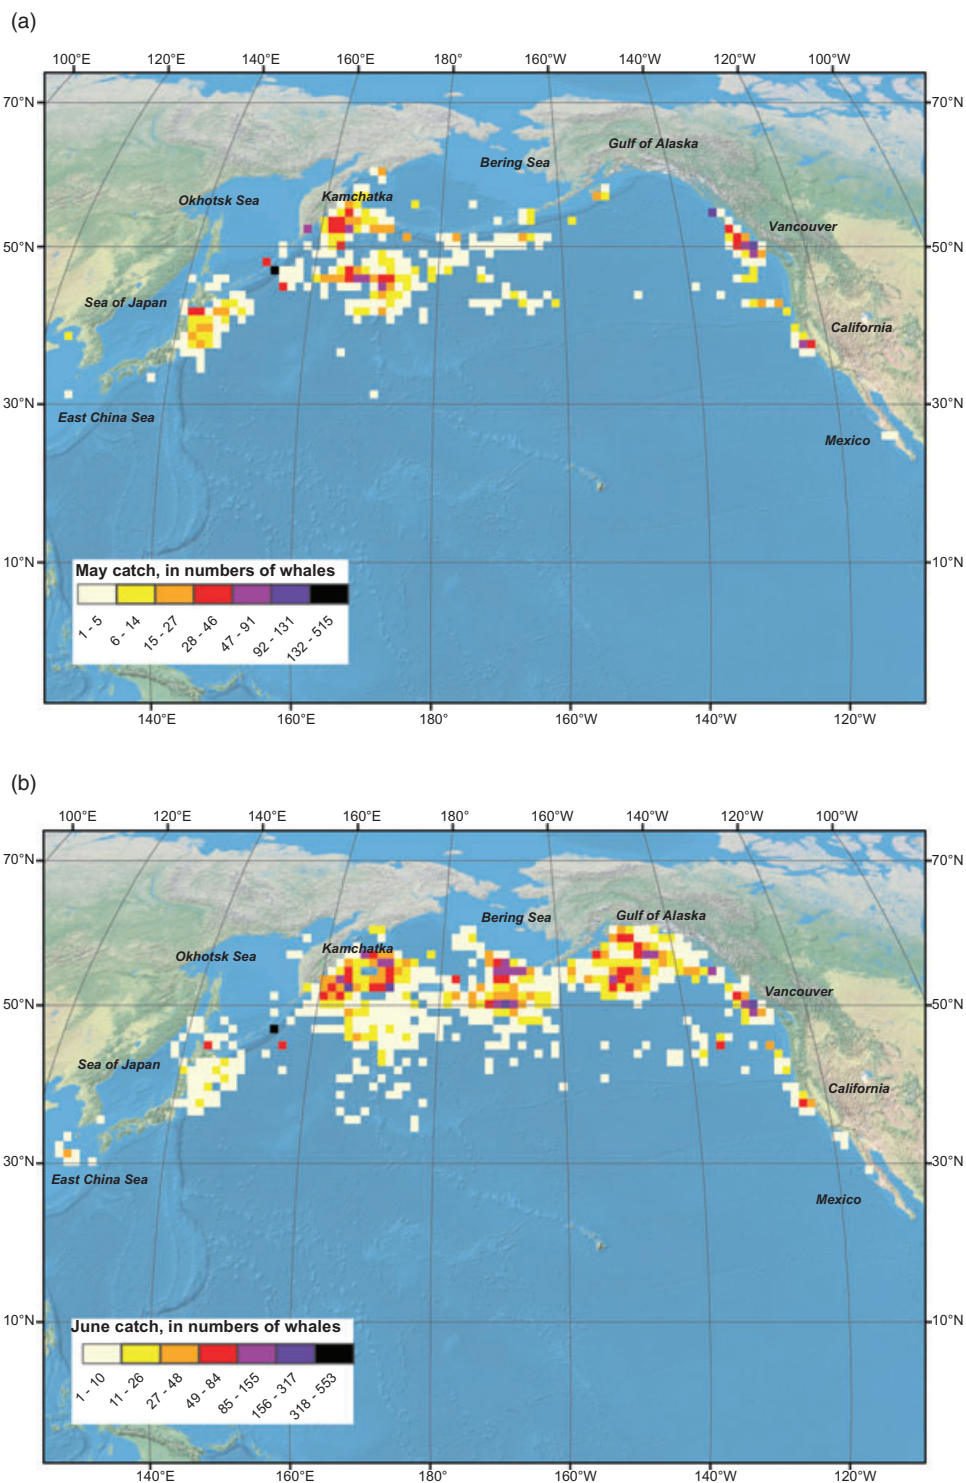 (a)
100°E 120°E 140°E 160°E 180° 160°W 140°W 120°W 100°W
70°N 70°N
Gulf of Alaska
Bering Sea
Okhotsk Sea Kamchatka
Vancouver
50°N 50°N
Sea of Japan
California
30°N 30°N
East China Sea
Mexico
10°N 10°N
May catch, in numbers of whales
1 - 5 6 - 14 15 - 27 28 - 46 47 - 91 92 - 131 132 - 515
140°E 160°E 180° 160°W 140°W 120°W
(b)
100°E 120°E 140°E 160°E 180° 160°W 140°W 120°W 100°W
70°N 70°N
Bering Sea Gulf of Alaska
Okhotsk Sea Kamchatka
Vancouver
50°N 50°N
Sea of Japan
California
30°N 30°N
East China Sea
Mexico
10°N 10°N
June catch, in numbers of whales
1 - 10 11 - 26 27 - 48 49 - 84 85 - 155 156 - 317 318 - 553
140°E 160°E 180° 160°W 140°W 120°W